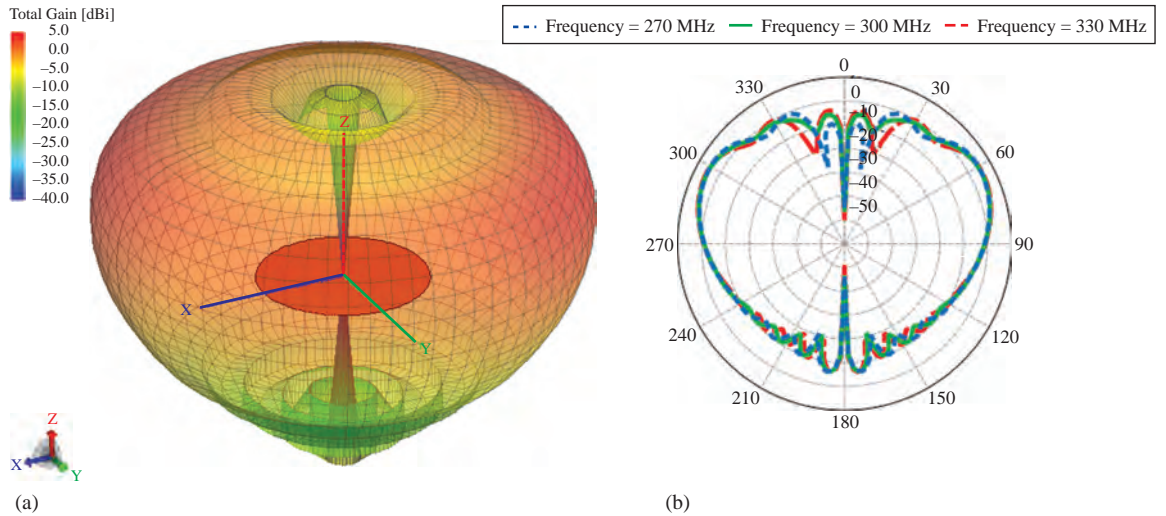 Total Gain [dBi]
5.0
0.0
–5.0
–10.0
–15.0
–20.0
–25.0
–30.0
–35.0
–40.0
Z
X
Y
Z
X
Y
(a)
Frequency = 270 MHz Frequency = 300 MHz Frequency = 330 MHz
0
330 30
300 60
270 90
240 120
210 150
180
0
–10
–20
–30
–40
–50
(b)